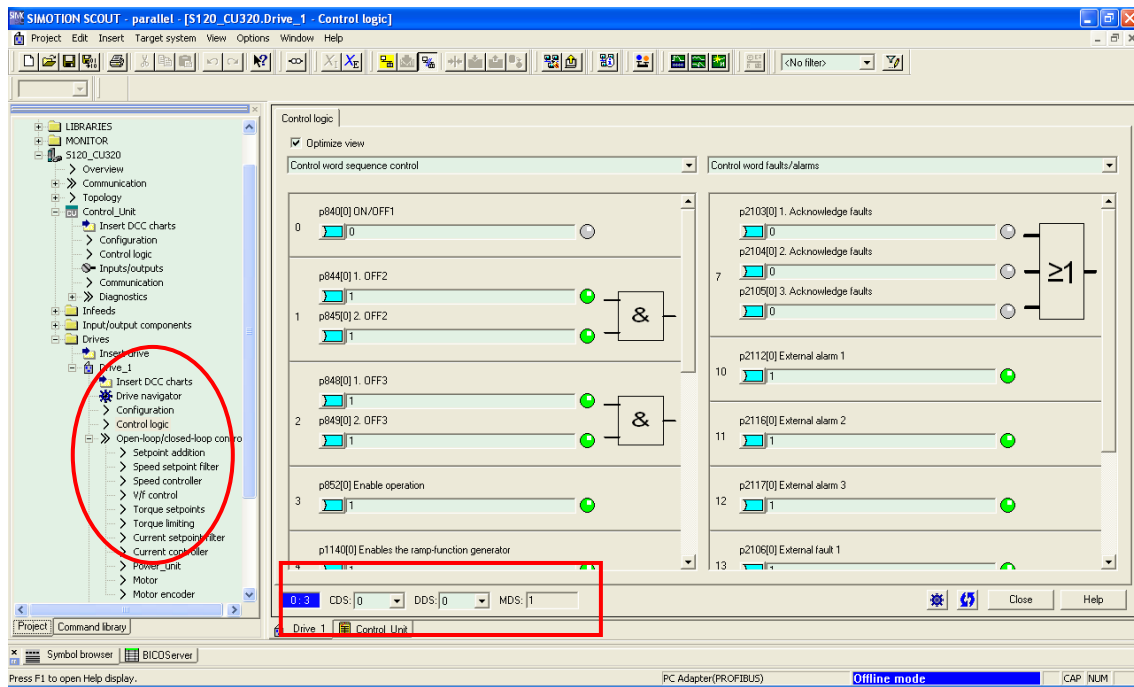 SIMOTION SCOUT - parallel - [S120_CU320.Drive_1 - Control logic]
Project Edit Insert Target system View Options Window Help
<No filter>
LIBRARIES
MONITOR
S120_CU320
Overview
Communication
Topology
Control_Unit
Insert DCC charts
Configuration
Control logic
Inputs/outputs
Communication
Diagnostics
Infeeds
Input/output components
Drives
Insert drive
Drive_1
Insert DCC charts
Drive navigator
Configuration
Control logic
Open-loop/closed-loop contro
Setpoint addition
Speed setpoint filter
Speed controller
V/f control
Torque setpoints
Torque limiting
Current setpoint filter
Current controller
Power_unit
Motor
Motor encoder
Project Command library
Control logic
Optimize view
Control word sequence control
p840[0] ON/OFF1
0 0
p844[0] 1. OFF2
1
1 p845[0] 2. OFF2 &
1
p848[0] 1. OFF3
1
2 p849[0] 2. OFF3 &
1
p852[0] Enable operation
3 1
p1140[0] Enables the ramp-function generator
4 1
Control word faults/alarms
p2103[0] 1. Acknowledge faults
0
p2104[0] 2. Acknowledge faults
7 0 ≥1
p2105[0] 3. Acknowledge faults
0
p2112[0] External alarm 1
10 1
p2116[0] External alarm 2
11 1
p2117[0] External alarm 3
12 1
p2106[0] External fault 1
13 1
0 : 3 CDS: 0 DDS: 0 MDS: 1 Close Help
Drive_1 Control_Unit
Symbol browser BICOServer
Press F1 to open Help display. PC Adapter(PROFIBUS) Offline mode CAP NUM